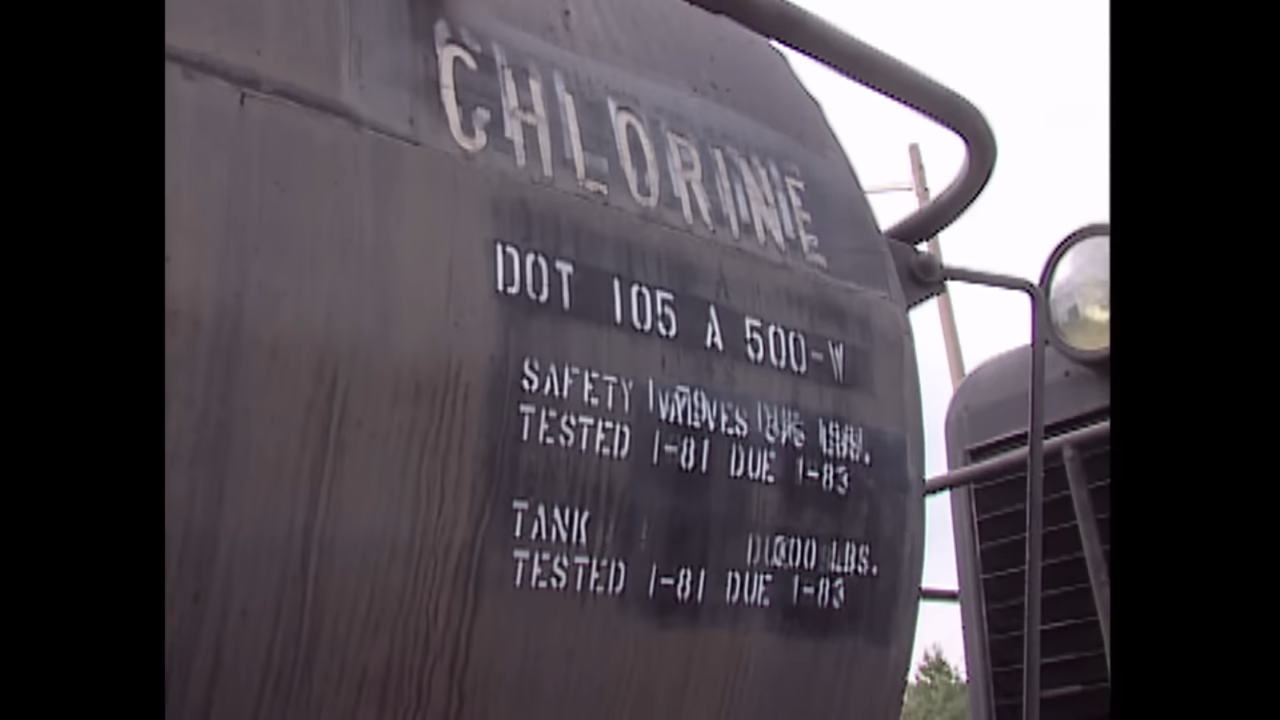 CHLORINE
DOT 105 A 500-W
SAFETY VALVES
TESTED 1-81 DUE 1-83
TANK LBS.
TESTED 1-81 DUE 1-83